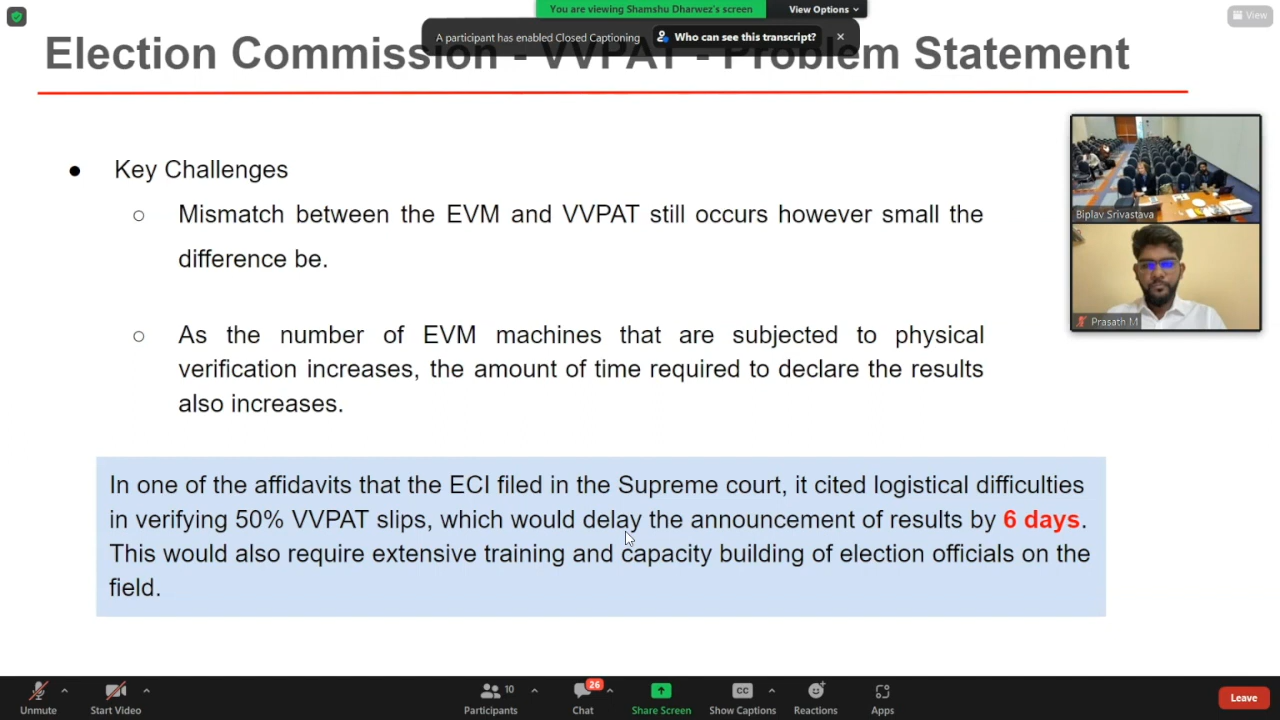 You are viewing Shamshu Dharwez's screen
View Options
View
A participant has enabled Closed Captioning
Who can see this transcript?
Election Commission - VVPAT - Problem Statement
● Key Challenges
○ Mismatch between the EVM and VVPAT still occurs however small the
difference be.
○ As the number of EVM machines that are subjected to physical
verification increases, the amount of time required to declare the results
also increases.
In one of the affidavits that the ECI filed in the Supreme court, it cited logistical difficulties
in verifying 50% VVPAT slips, which would delay the announcement of results by 6 days.
This would also require extensive training and capacity building of election officials on the
field.
Biplav Srivastava
Prasath M
Unmute
Start Video
Participants
10
Chat
26
Share Screen
CC
Show Captions
Reactions
Apps
Leave